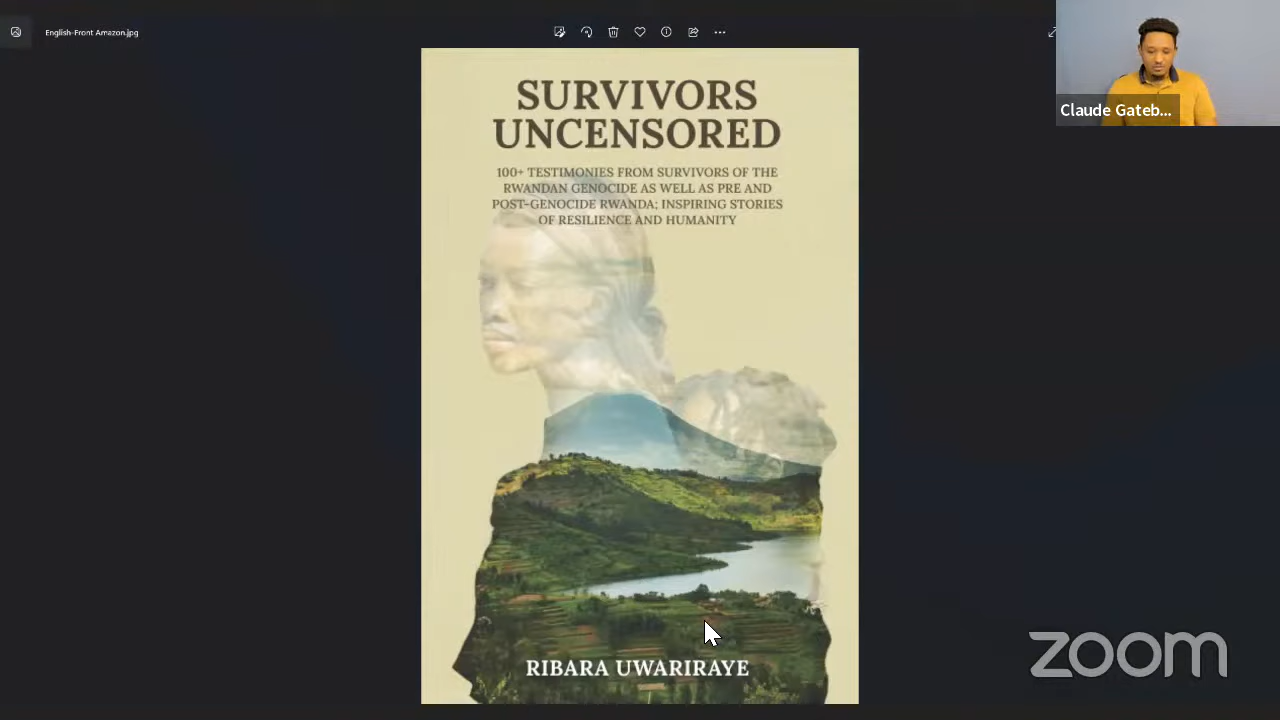 English-Front Amazon.jpg
Claude Gateb...
SURVIVORS
UNCENSORED
100+ TESTIMONIES FROM SURVIVORS OF THE
RWANDAN GENOCIDE AS WELL AS PRE AND
POST-GENOCIDE RWANDA; INSPIRING STORIES
OF RESILIENCE AND HUMANITY
RIBARA UWARIRAYE
zoom